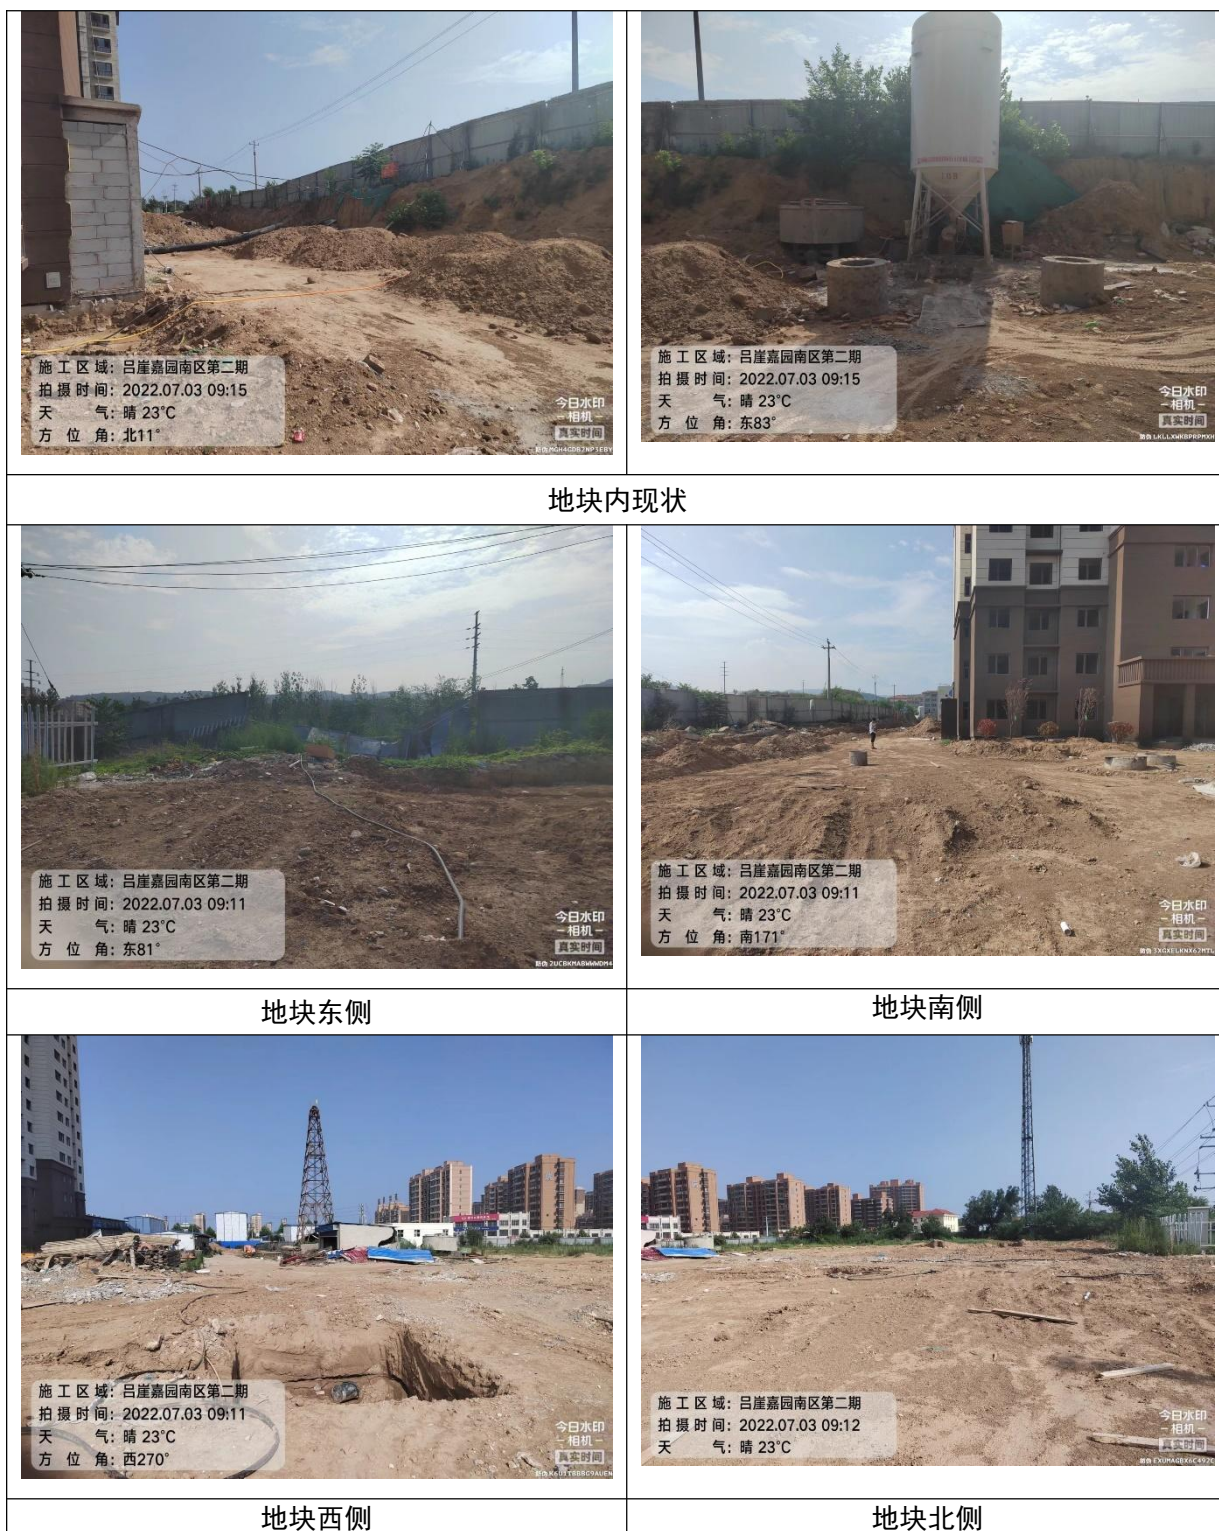 施工区域：吕崖嘉园南区第二期
拍摄时间：2022.07.03 09:15
天气：晴 23°C
方位角：北11°
今日水印
-相机-
真实时间
施工区域：吕崖嘉园南区第二期
拍摄时间：2022.07.03 09:15
天气：晴 23°C
方位角：东83°
今日水印
-相机-
真实时间
地块内现状
施工区域：吕崖嘉园南区第二期
拍摄时间：2022.07.03 09:11
天气：晴 23°C
方位角：东81°
今日水印
-相机-
真实时间
施工区域：吕崖嘉园南区第二期
拍摄时间：2022.07.03 09:11
天气：晴 23°C
方位角：南171°
今日水印
-相机-
真实时间
地块东侧
地块南侧
施工区域：吕崖嘉园南区第二期
拍摄时间：2022.07.03 09:11
天气：晴 23°C
方位角：西270°
今日水印
-相机-
真实时间
施工区域：吕崖嘉园南区第二期
拍摄时间：2022.07.03 09:12
天气：晴 23°C
今日水印
-相机-
真实时间
地块西侧
地块北侧